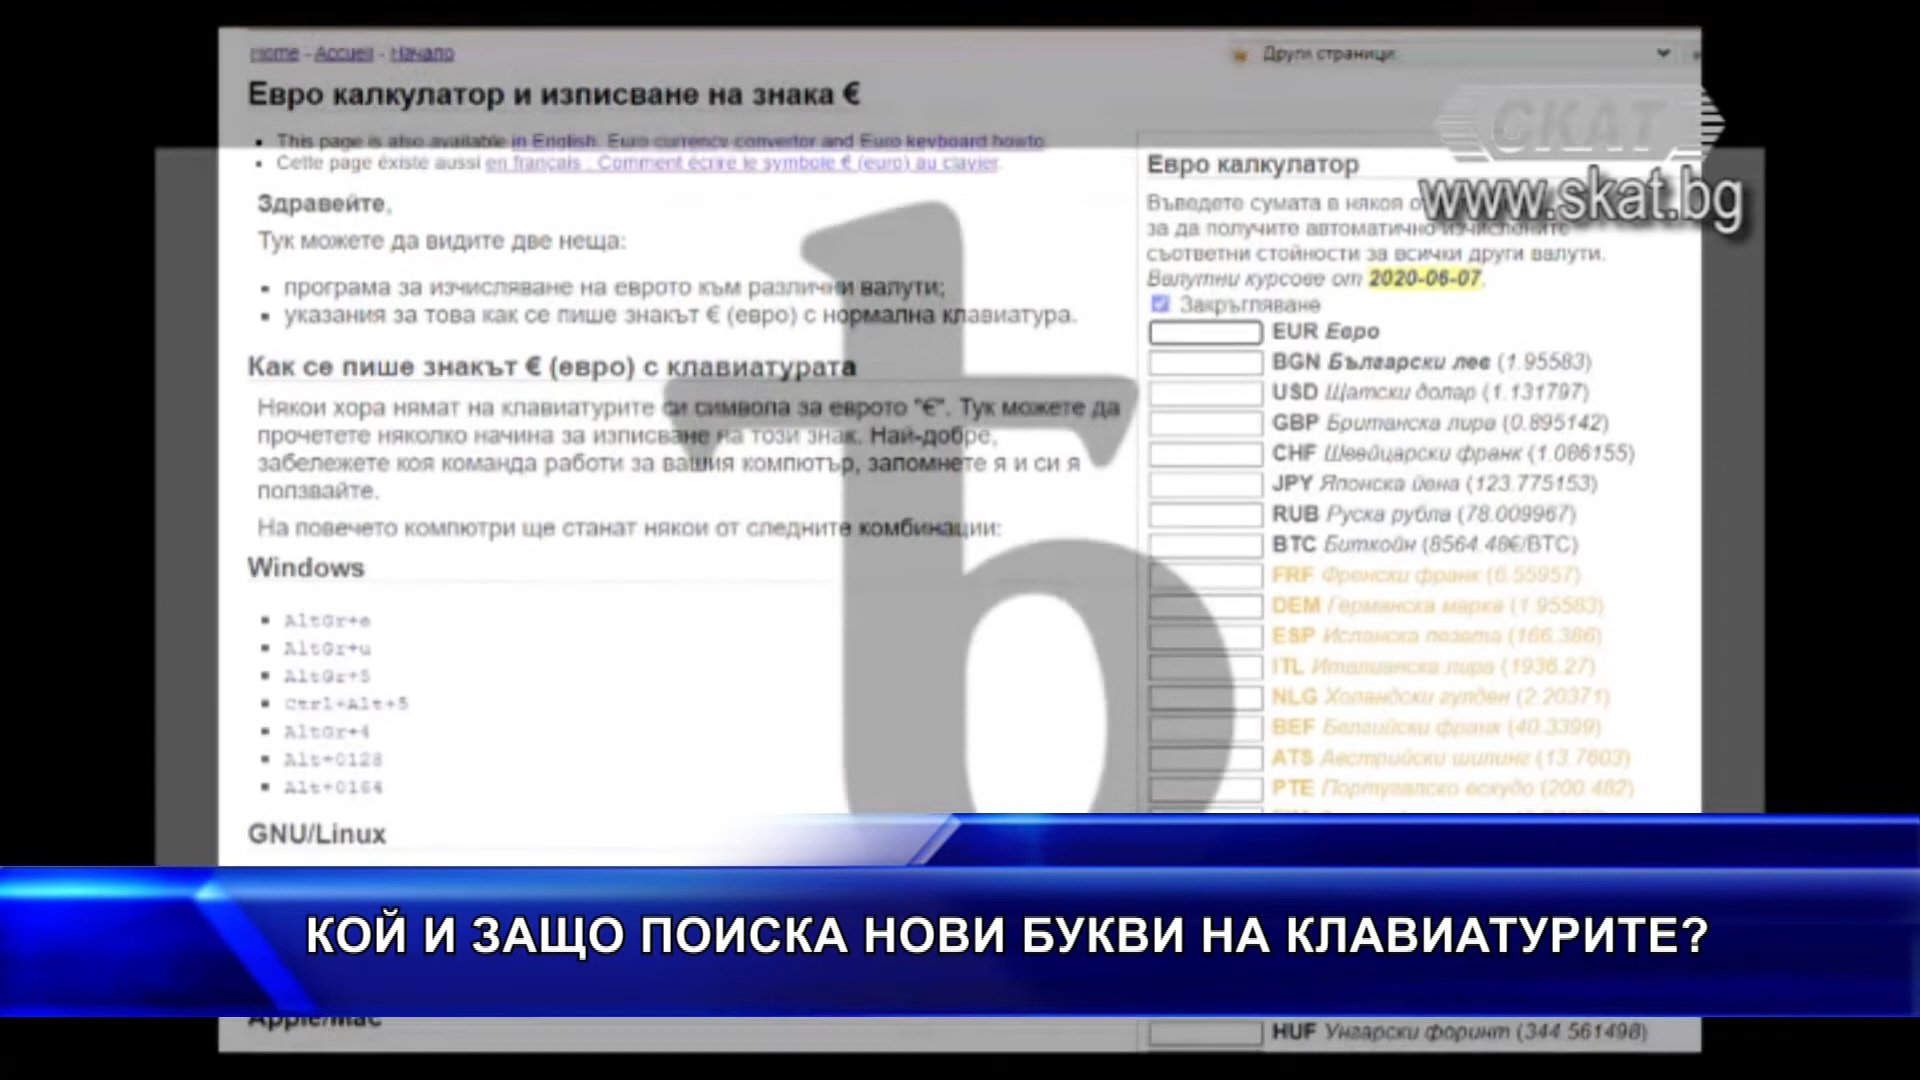 Home - Accueil - Начало
Други страници:
Евро калкулатор и изписване на знака €
This page is also available in English. Euro currency convertor and Euro keyboard howto.
Cette page éxiste aussi en français : Comment écrire le symbole € (euro) au clavier.
Здравейте,
Тук можете да видите две неща:
програма за изчисляване на еврото към различни валути;
указания за това как се пише знакът € (евро) с нормална клавиатура.
Как се пише знакът € (евро) с клавиатурата
Някои хора нямат на клавиатурите си символа за еврото "€". Тук можете да
прочетете няколко начина за изписване на този знак. Най-добре,
забележете коя команда работи за вашия компютър, запомнете я и си я
ползвайте.
На повечето компютри ще станат някои от следните комбинации:
Windows
AltGr+e
AltGr+u
AltGr+5
Ctrl+Alt+5
AltGr+4
Alt+0128
Alt+0164
GNU/Linux
Apple/Mac
СКАТ
www.skat.bg
Евро калкулатор
Въведете сумата в някоя
за да получите автоматично изчислените
съответни стойности за всички други валути.
Валутни курсове от 2020-06-07.
Закръгляване
EUR Евро
BGN Български лев (1.95583)
USD Щатски долар (1.131797)
GBP Британска лира (0.895142)
CHF Швейцарски франк (1.086155)
JPY Японска йена (123.775153)
RUB Руска рубла (78.009967)
BTC Биткойн (8564.48€/BTC)
FRF Френски франк (6.55957)
DEM Германска марка (1.95583)
ESP Испанска песета (166.386)
ITL Италианска лира (1936.27)
NLG Холандски гулден (2.20371)
BEF Белгийски франк (40.3399)
ATS Австрийски шилинг (13.7603)
PTE Португалско ескудо (200.482)
HUF Унгарски форинт (344.561498)
ѣ
КОЙ И ЗАЩО ПОИСКА НОВИ БУКВИ НА КЛАВИАТУРИТЕ?